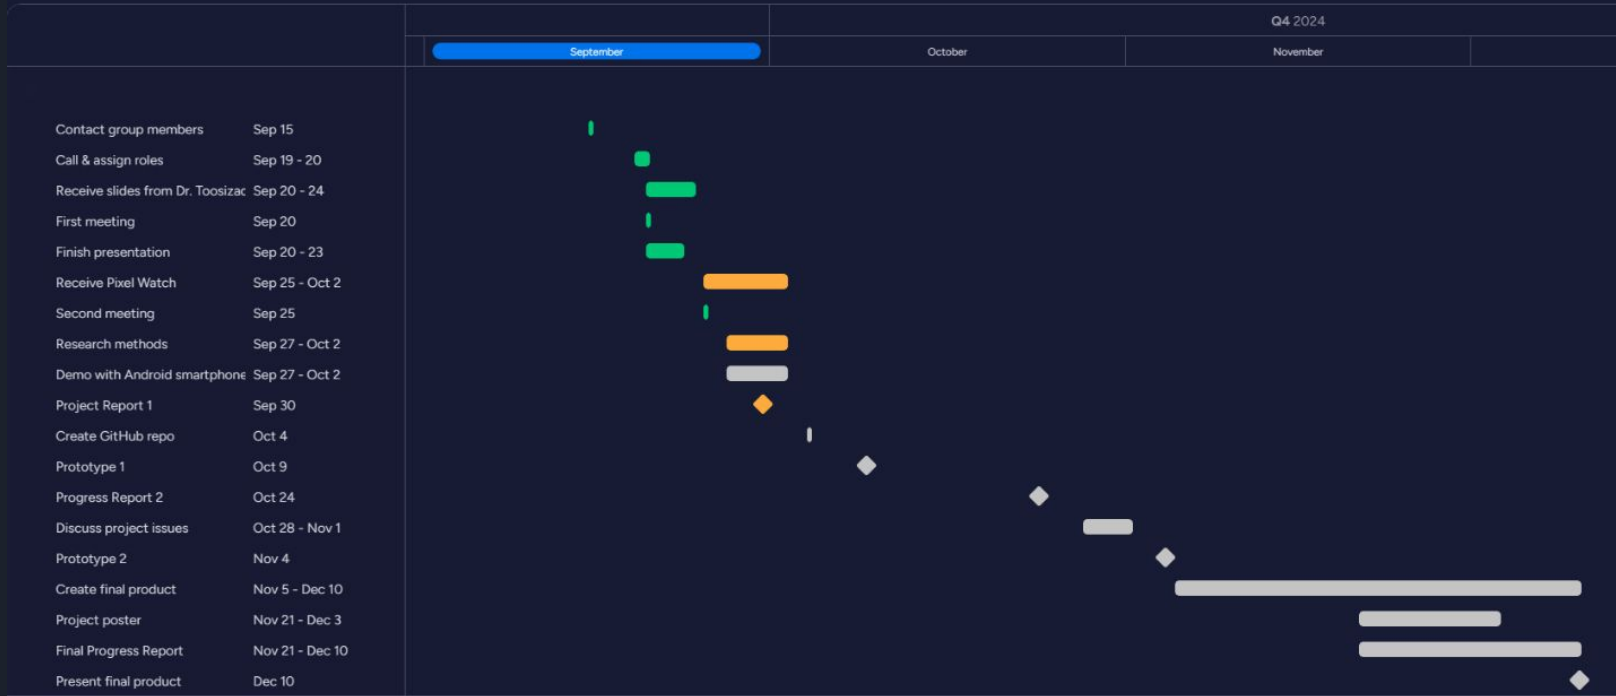 Q4 2024
September October November
Contact group members Sep 15
Call & assign roles Sep 19 - 20
Receive slides from Dr. Toosizac Sep 20 - 24
First meeting Sep 20
Finish presentation Sep 20 - 23
Receive Pixel Watch Sep 25 - Oct 2
Second meeting Sep 25
Research methods Sep 27 - Oct 2
Demo with Android smartphone Sep 27 - Oct 2
Project Report 1 Sep 30
Create GitHub repo Oct 4
Prototype 1 Oct 9
Progress Report 2 Oct 24
Discuss project issues Oct 28 - Nov 1
Prototype 2 Nov 4
Create final product Nov 5 - Dec 10
Project poster Nov 21 - Dec 3
Final Progress Report Nov 21 - Dec 10
Present final product Dec 10